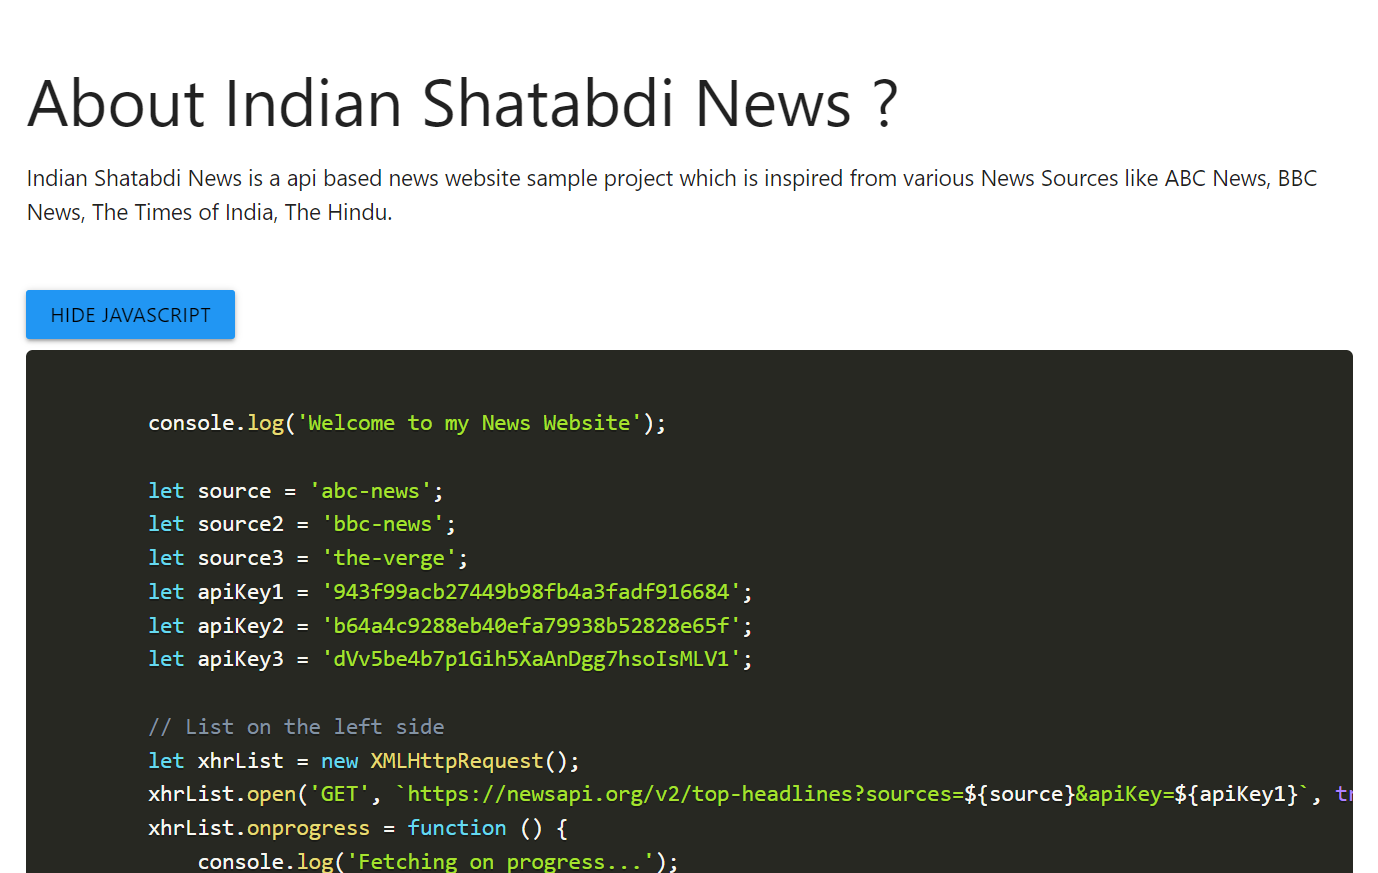 About Indian Shatabdi News ?
Indian Shatabdi News is a api based news website sample project which is inspired from various News Sources like ABC News, BBC
News, The Times of India, The Hindu.
HIDE JAVASCRIPT
console.log('Welcome to my News Website');
let source = 'abc-news';
let source2 = 'bbc-news';
let source3 = 'the-verge';
let apiKey1 = '943f99acb27449b98fb4a3fadf916684';
let apiKey2 = 'b64a4c9288eb40efa79938b52828e65f';
let apiKey3 = 'dVv5be4b7p1Gih5XaAnDgg7hsoIsMLV1';
// List on the left side
let xhrList = new XMLHttpRequest();
xhrList.open('GET', `https://newsapi.org/v2/top-headlines?sources=${source}&apiKey=${apiKey1}`,
xhrList.onprogress = function () {
console.log('Fetching on progress...');